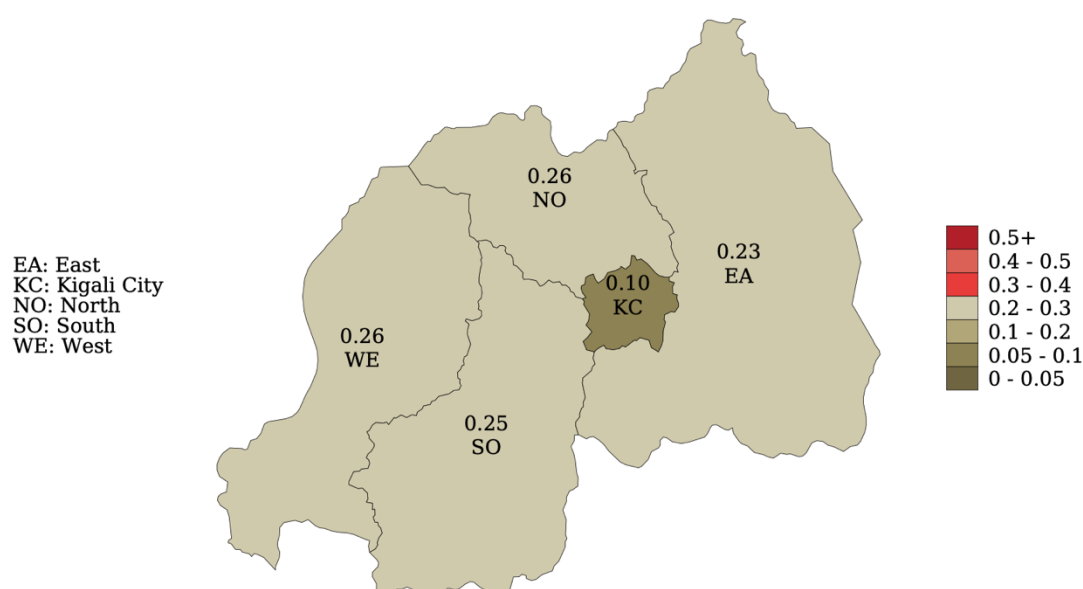 EA: East
KC: Kigali City
NO: North
SO: South
WE: West
0.26
NO
0.23
EA
0.10
KC
0.26
WE
0.25
SO
0.5+
0.4 - 0.5
0.3 - 0.4
0.2 - 0.3
0.1 - 0.2
0.05 - 0.1
0 - 0.05